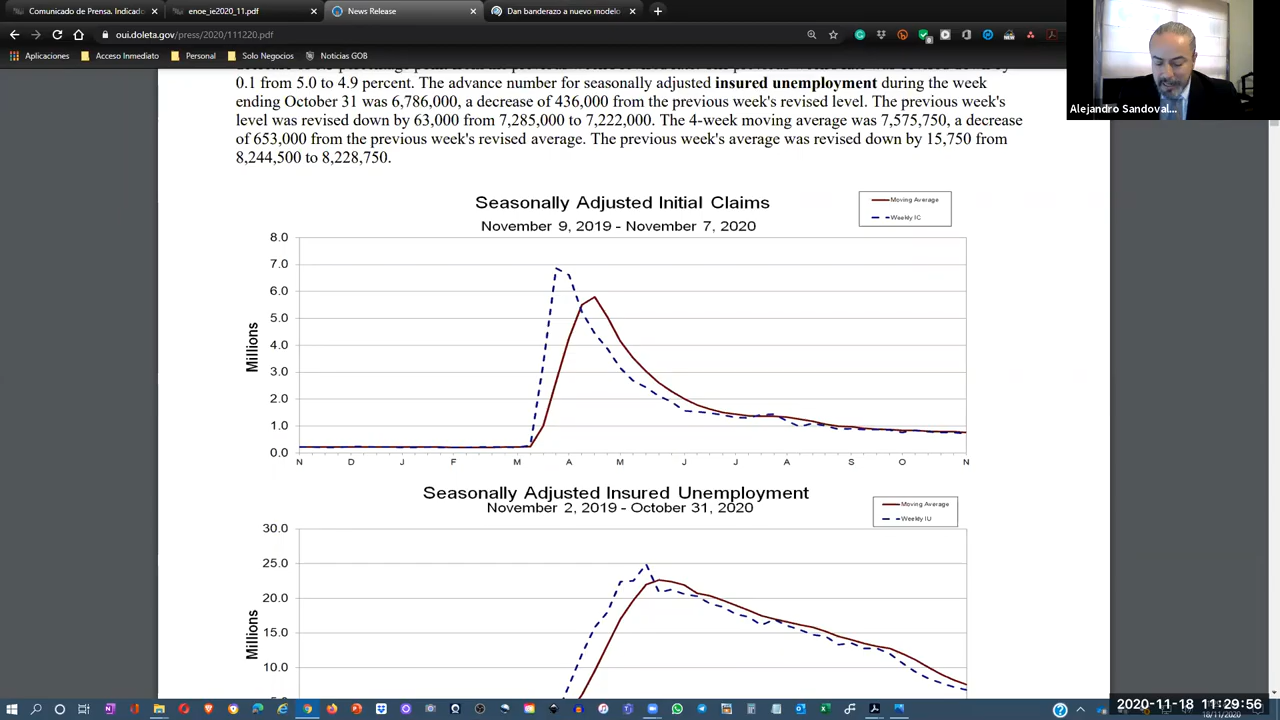 Comunicado de Prensa. Indicado
enoe_ie2020_11.pdf
News Release
Dan banderazo a nuevo modelo
oui.doleta.gov/press/2020/111220.pdf
Aplicaciones
Acceso Inmediato
Personal
Solo Negocios
Noticias GOB
Alejandro Sandoval...
0.1 from 5.0 to 4.9 percent. The advance number for seasonally adjusted insured unemployment during the week
ending October 31 was 6,786,000, a decrease of 436,000 from the previous week's revised level. The previous week's
level was revised down by 63,000 from 7,285,000 to 7,222,000. The 4-week moving average was 7,575,750, a decrease
of 653,000 from the previous week's revised average. The previous week's average was revised down by 15,750 from
8,244,500 to 8,228,750.
Seasonally Adjusted Initial Claims
November 9, 2019 - November 7, 2020
Moving Average
Weekly IC
8.0
7.0
6.0
5.0
4.0
3.0
2.0
1.0
0.0
Millions
N D J F M A M J J A S O N
Seasonally Adjusted Insured Unemployment
November 2, 2019 - October 31, 2020
Moving Average
Weekly IU
30.0
25.0
20.0
15.0
10.0
Millions
2020-11-18 11:29:56
18/11/2020